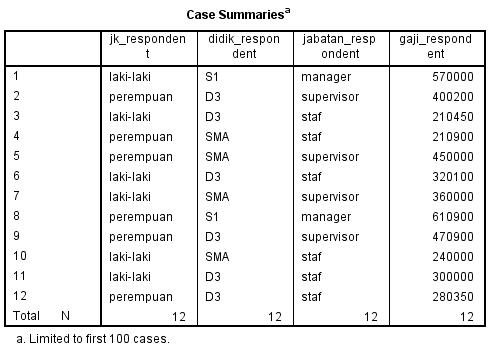 Case Summariesa
jk_responden didik_respon jabatan_resp gaji_respond
t dent ondent ent
1 laki-laki S1 manager 570000
2 perempuan D3 supervisor 400200
3 laki-laki D3 staf 210450
4 perempuan SMA staf 210900
5 perempuan SMA supervisor 450000
6 laki-laki D3 staf 320100
7 laki-laki SMA supervisor 360000
8 perempuan S1 manager 610900
9 perempuan D3 supervisor 470900
10 laki-laki SMA staf 240000
11 laki-laki D3 staf 300000
12 perempuan D3 staf 280350
Total N 12 12 12 12
a. Limited to first 100 cases.